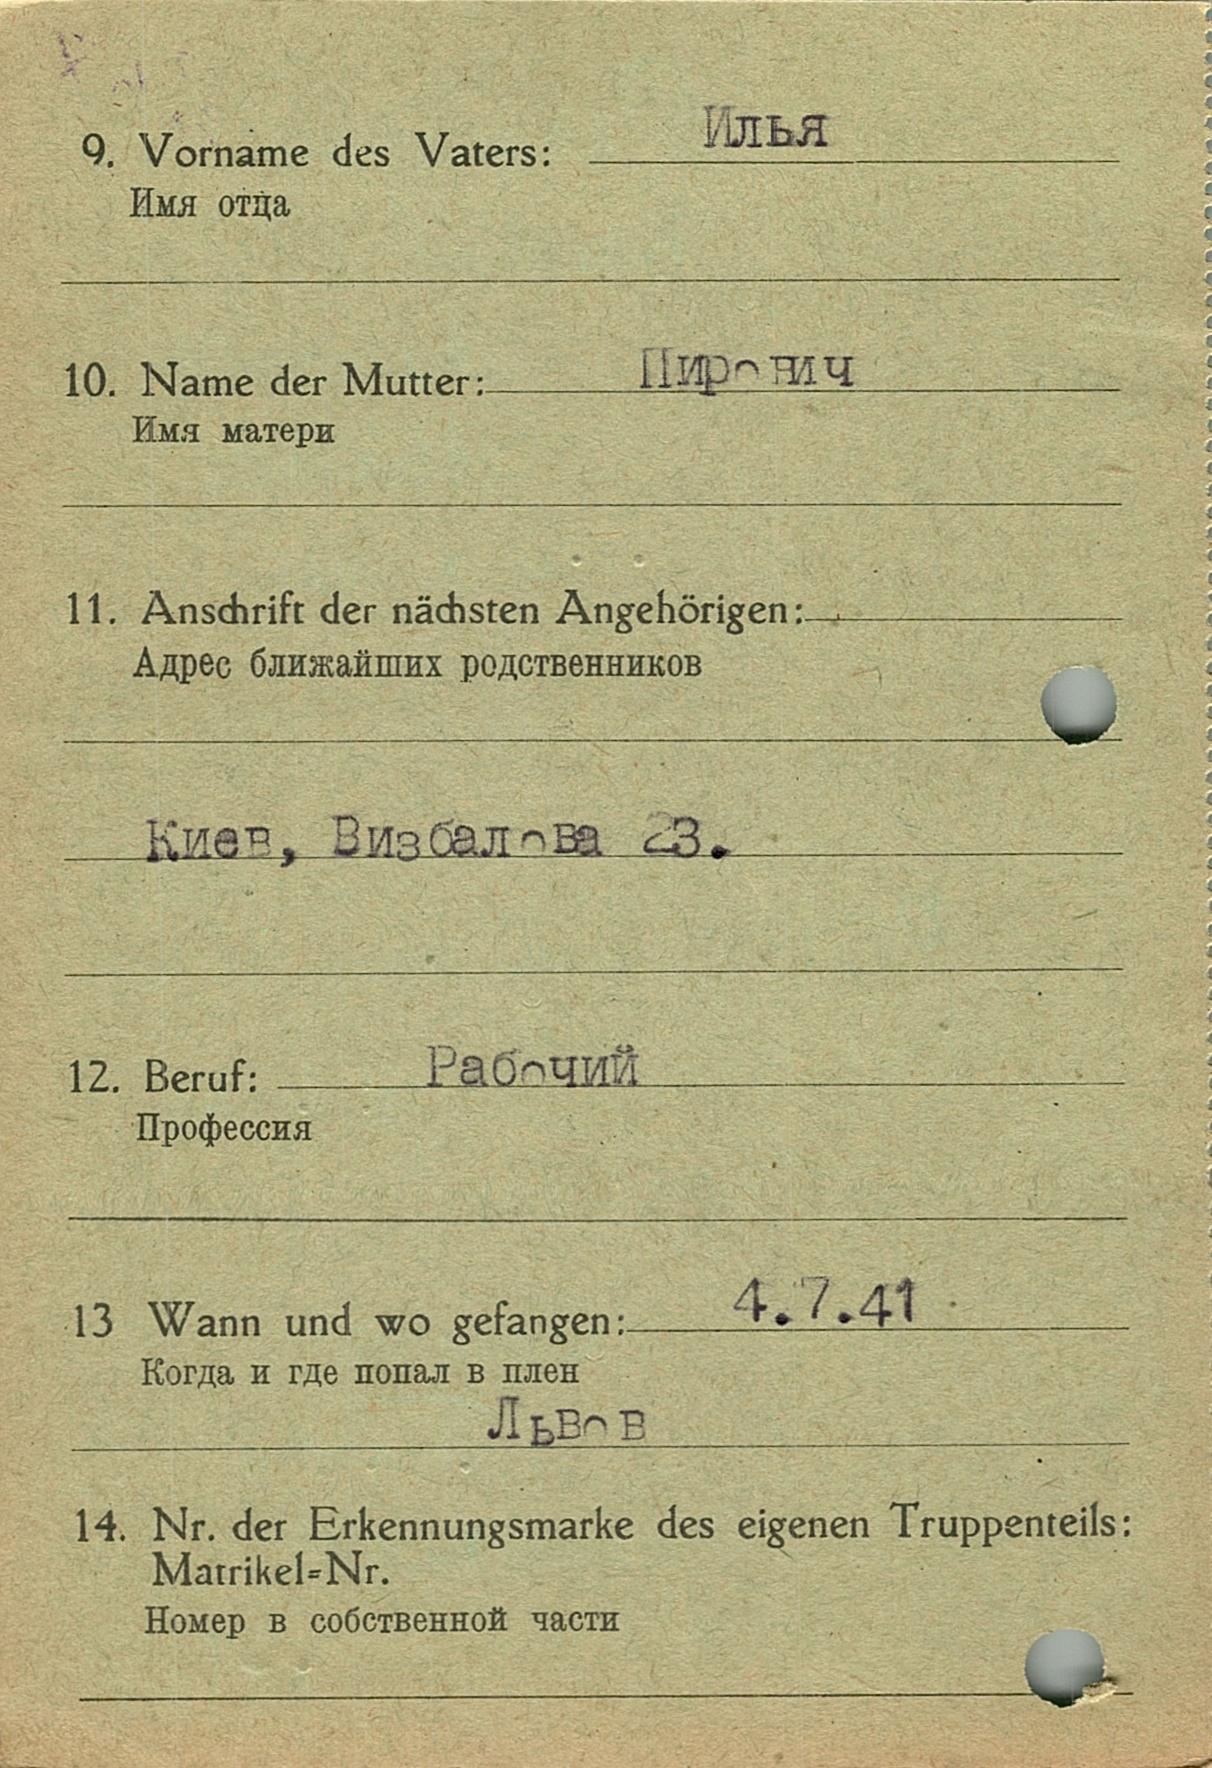 Илья
9. Vorname des Vaters:
Имя отца
Пирович
10. Name der Mutter:
Имя матери
11. Anschrift der nächsten Angehörigen:
Адрес ближайших родственников
Киев, Визбалова 23.
Рабочий
12. Beruf:
Профессия
4.7.41
13 Wann und wo gefangen:
Когда и где попал в плен
Львов
14. Nr. der Erkennungsmarke des eigenen Truppenteils:
Matrikel=Nr.
Номер в собственной части